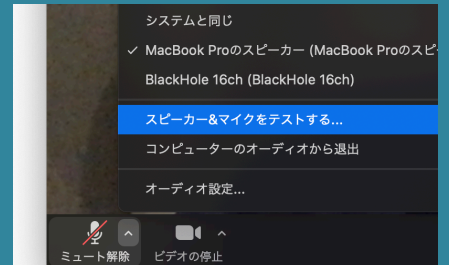 システムと同じ
✓ MacBook Proのスピーカー (MacBook Proのスピ
BlackHole 16ch (BlackHole 16ch)
スピーカー&マイクをテストする...
コンピューターのオーディオから退出
オーディオ設定...
ミュート解除 ビデオの停止